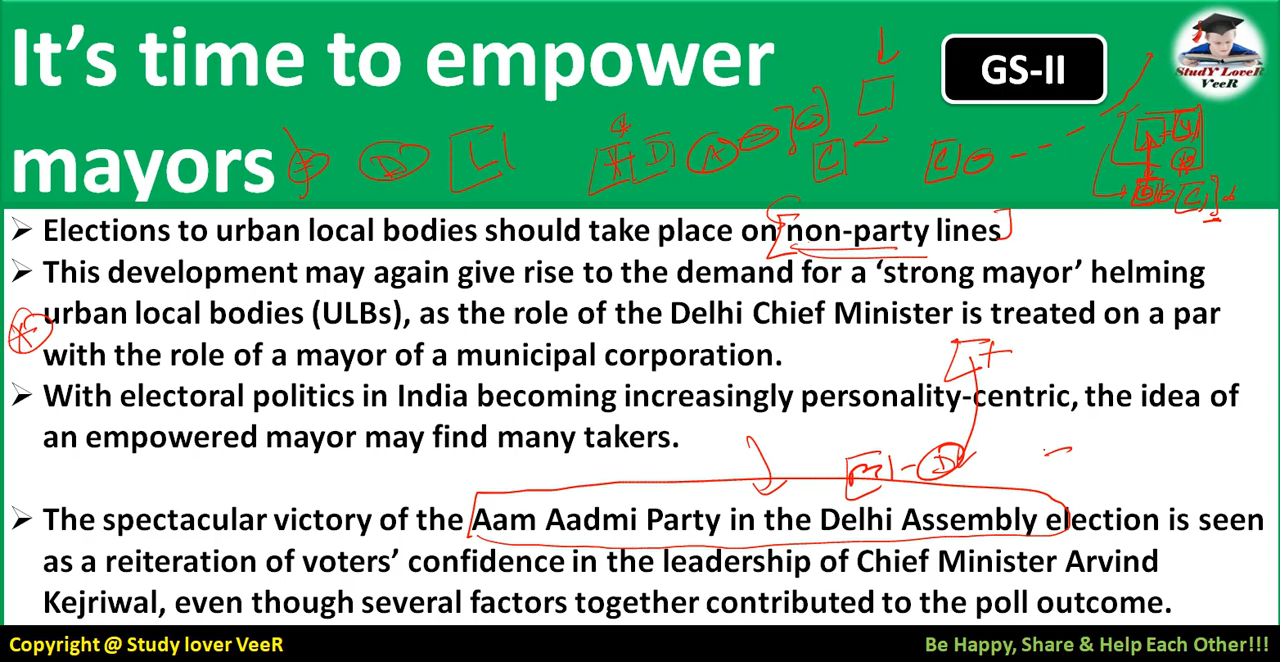 It's time to empower
mayors
GS-II
StudY LoveR
VeeR
➢ Elections to urban local bodies should take place on non-party lines
➢ This development may again give rise to the demand for a ‘strong mayor’ helming
urban local bodies (ULBs), as the role of the Delhi Chief Minister is treated on a par
with the role of a mayor of a municipal corporation.
➢ With electoral politics in India becoming increasingly personality-centric, the idea of
an empowered mayor may find many takers.
➢ The spectacular victory of the Aam Aadmi Party in the Delhi Assembly election is seen
as a reiteration of voters’ confidence in the leadership of Chief Minister Arvind
Kejriwal, even though several factors together contributed to the poll outcome.
Copyright @ Study lover VeeR
Be Happy, Share & Help Each Other!!!